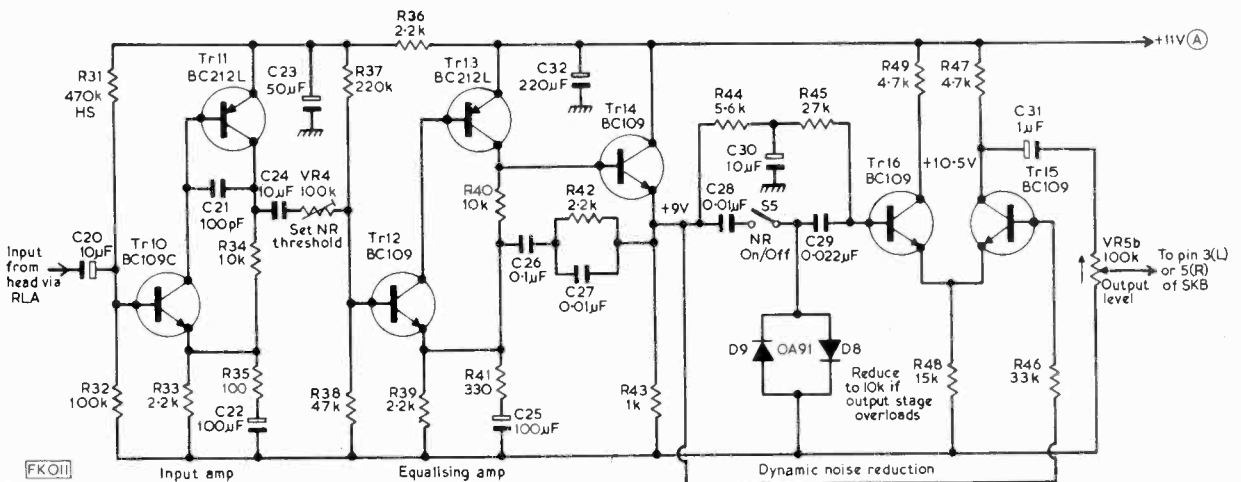 R36
2.2k
+11V A
Tr11
BC212L
R31
470k
HS
C23
50µF
R37
220k
Tr13
BC212L
C32
220µF
Tr14
BC109
R49
4.7k
R47
4.7k
R44
5.6k
R45
27k
C30
10µF
C31
1µF
Tr16
BC109
+10·5V
Tr15
BC109
C21
100pF
C24
10µF
VR4
100k
Set NR
threshold
R40
10k
R42
2.2k
+9V
C28
0·01µF
S5
NR
On/Off
C29
0·022µF
Input
from
head via
RLA
C20
10µF
Tr10
BC109C
R34
10k
Tr12
BC109
C26
0·1µF
C27
0·01µF
VR5b
100k
Output
level
To pin 3(L)
or 5(R)
of SKB
D9
OA91
D8
R32
100k
R33
2.2k
R35
100
C22
100µF
R38
47k
R39
2.2k
R41
330
C25
100µF
R43
1k
Reduce
to 10k if
output stage
overloads
R48
15k
R46
33k
FK011
Input amp
Equalising amp
Dynamic noise reduction